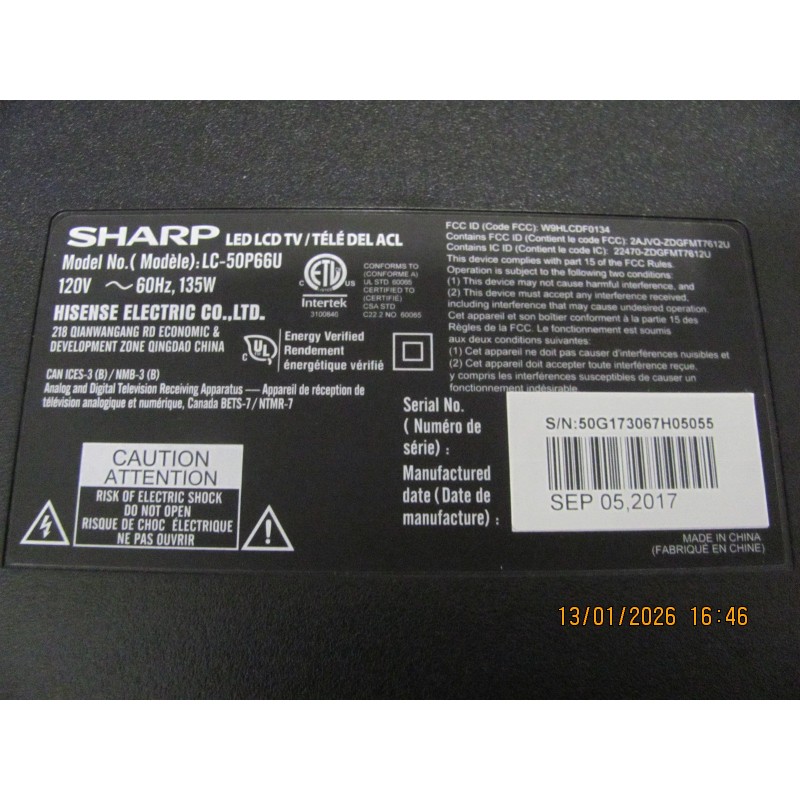 SHARP LED LCD TV / TÉLÉ DEL ACL
Model No.( Modèle): LC-50P66U
120V ～ 60Hz, 135W
HISENSE ELECTRIC CO.,LTD.
218 QIANWANGANG RD ECONOMIC &
DEVELOPMENT ZONE QINGDAO CHINA
CAN ICES-3 (B) / NMB-3 (B)
Analog and Digital Television Receiving Apparatus — Appareil de réception de
télévision analogique et numérique, Canada BETS-7 / NTMR-7
ETL
c us
Intertek
3100640
CONFORMS TO
(CONFORME A)
UL STD 60065
CERTIFIED TO
(CERTIFIÉ)
CSA STD
C22.2 NO. 60065
c UL
Energy Verified
Rendement
énergétique vérifié
FCC ID (Code FCC): W9HLCDF0134
Contains FCC ID (Contient le code FCC): 2AJVQ-ZDGFMT7612U
Contains IC ID (Contient le code IC): 22470-ZDGFMT7612U
This device complies with part 15 of the FCC Rules.
Operation is subject to the following two conditions:
(1) This device may not cause harmful interference, and
(2) This device must accept any interference received,
including interference that may cause undesired operation.
Cet appareil et son boîtier conforment à la partie 15 des
Règles de la FCC. Le fonctionnement est soumis
aux deux conditions suivantes:
(1) Cet appareil ne doit pas causer d'interférences nuisibles et
(2) Cet appareil doit accepter toute interférence reçue,
y compris les interférences susceptibles de causer un
fonctionnement indésirable.
Serial No.
( Numéro de
série) :
Manufactured
date (Date de
manufacture) :
S/N:50G173067H05055
SEP 05,2017
MADE IN CHINA
(FABRIQUÉ EN CHINE)
CAUTION
ATTENTION
RISK OF ELECTRIC SHOCK
DO NOT OPEN
RISQUE DE CHOC ÉLECTRIQUE
NE PAS OUVRIR
!
13/01/2026 16:46